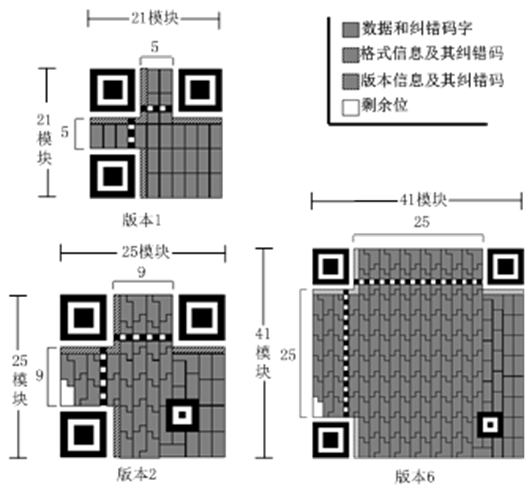 21模块
5
21模块
5
版本1
数据和纠错码字
格式信息及其纠错码
版本信息及其纠错码
剩余位
25模块
9
25模块
9
版本2
41模块
25
41模块
25
版本6